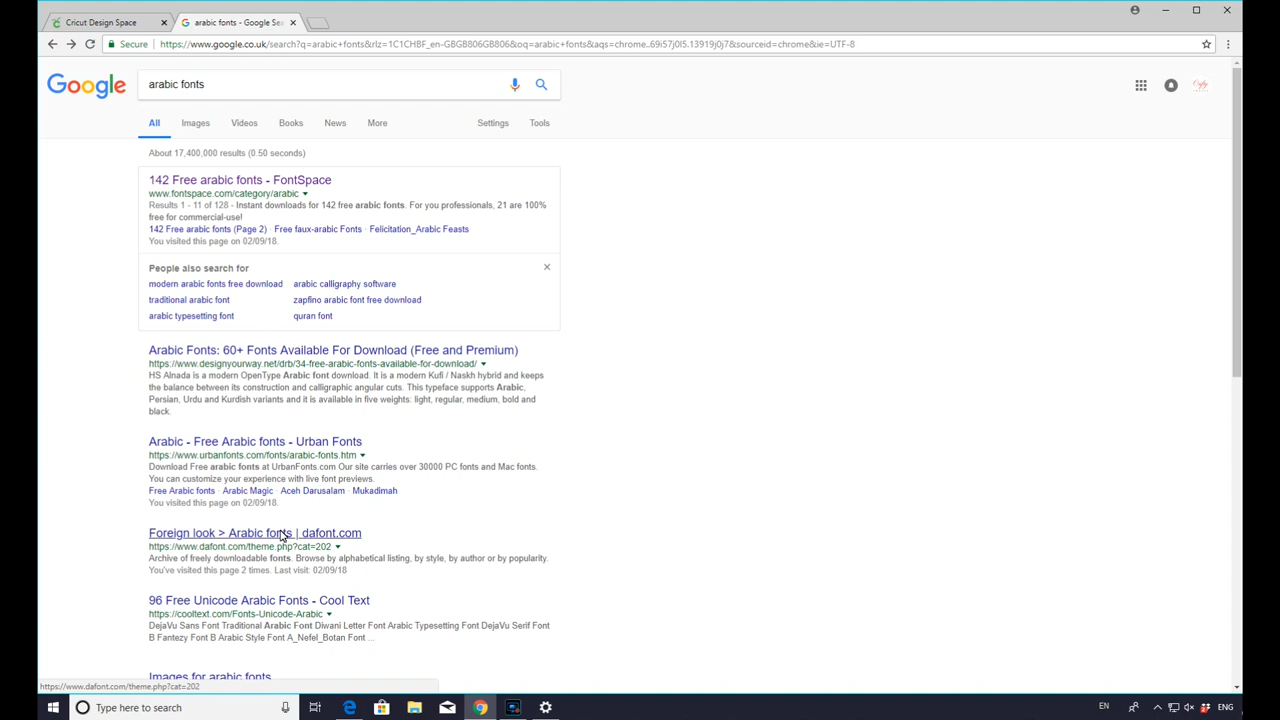 Cricut Design Space
arabic fonts - Google Sea
Secure
https://www.google.co.uk/search?q=arabic+fonts&rlz=1C1CHBF_en-GBGB806GB806&oq=arabic+fonts&aqs=chrome..69i57j0l5.13919j0j7&sourceid=chrome&ie=UTF-8
Google
arabic fonts
All Images Videos Books News More Settings Tools
About 17,400,000 results (0.50 seconds)
142 Free arabic fonts - FontSpace
www.fontspace.com/category/arabic
Results 1 - 11 of 128 - Instant downloads for 142 free arabic fonts. For you professionals, 21 are 100%
free for commercial-use!
142 Free arabic fonts (Page 2) · Free faux-arabic Fonts · Felicitation_Arabic Feasts
You visited this page on 02/09/18.
People also search for
modern arabic fonts free download arabic calligraphy software
traditional arabic font zapfino arabic font free download
arabic typesetting font quran font
Arabic Fonts: 60+ Fonts Available For Download (Free and Premium)
https://www.designyourway.net/drb/34-free-arabic-fonts-available-for-download/
HS Alnada is a modern OpenType Arabic font download. It is a modern Kufi / Naskh hybrid and keeps
the balance between its construction and calligraphic angular cuts. This typeface supports Arabic,
Persian, Urdu and Kurdish variants and it is available in five weights: light, regular, medium, bold and
black.
Arabic - Free Arabic fonts - Urban Fonts
https://www.urbanfonts.com/fonts/arabic-fonts.htm
Download Free arabic fonts at UrbanFonts.com Our site carries over 30000 PC fonts and Mac fonts.
You can customize your experience with live font previews.
Free Arabic fonts · Arabic Magic · Aceh Darusalam · Mukadimah
You visited this page on 02/09/18.
Foreign look > Arabic fonts | dafont.com
https://www.dafont.com/theme.php?cat=202
Archive of freely downloadable fonts. Browse by alphabetical listing, by style, by author or by popularity.
You've visited this page 2 times. Last visit: 02/09/18
96 Free Unicode Arabic Fonts - Cool Text
https://cooltext.com/Fonts-Unicode-Arabic
DejaVu Sans Font Traditional Arabic Font Diwani Letter Font Arabic Typesetting Font DejaVu Serif Font
B Fantezy Font B Arabic Style Font A_Nefel_Botan Font ...
Images for arabic fonts
https://www.dafont.com/theme.php?cat=202
Type here to search
EN
ENG